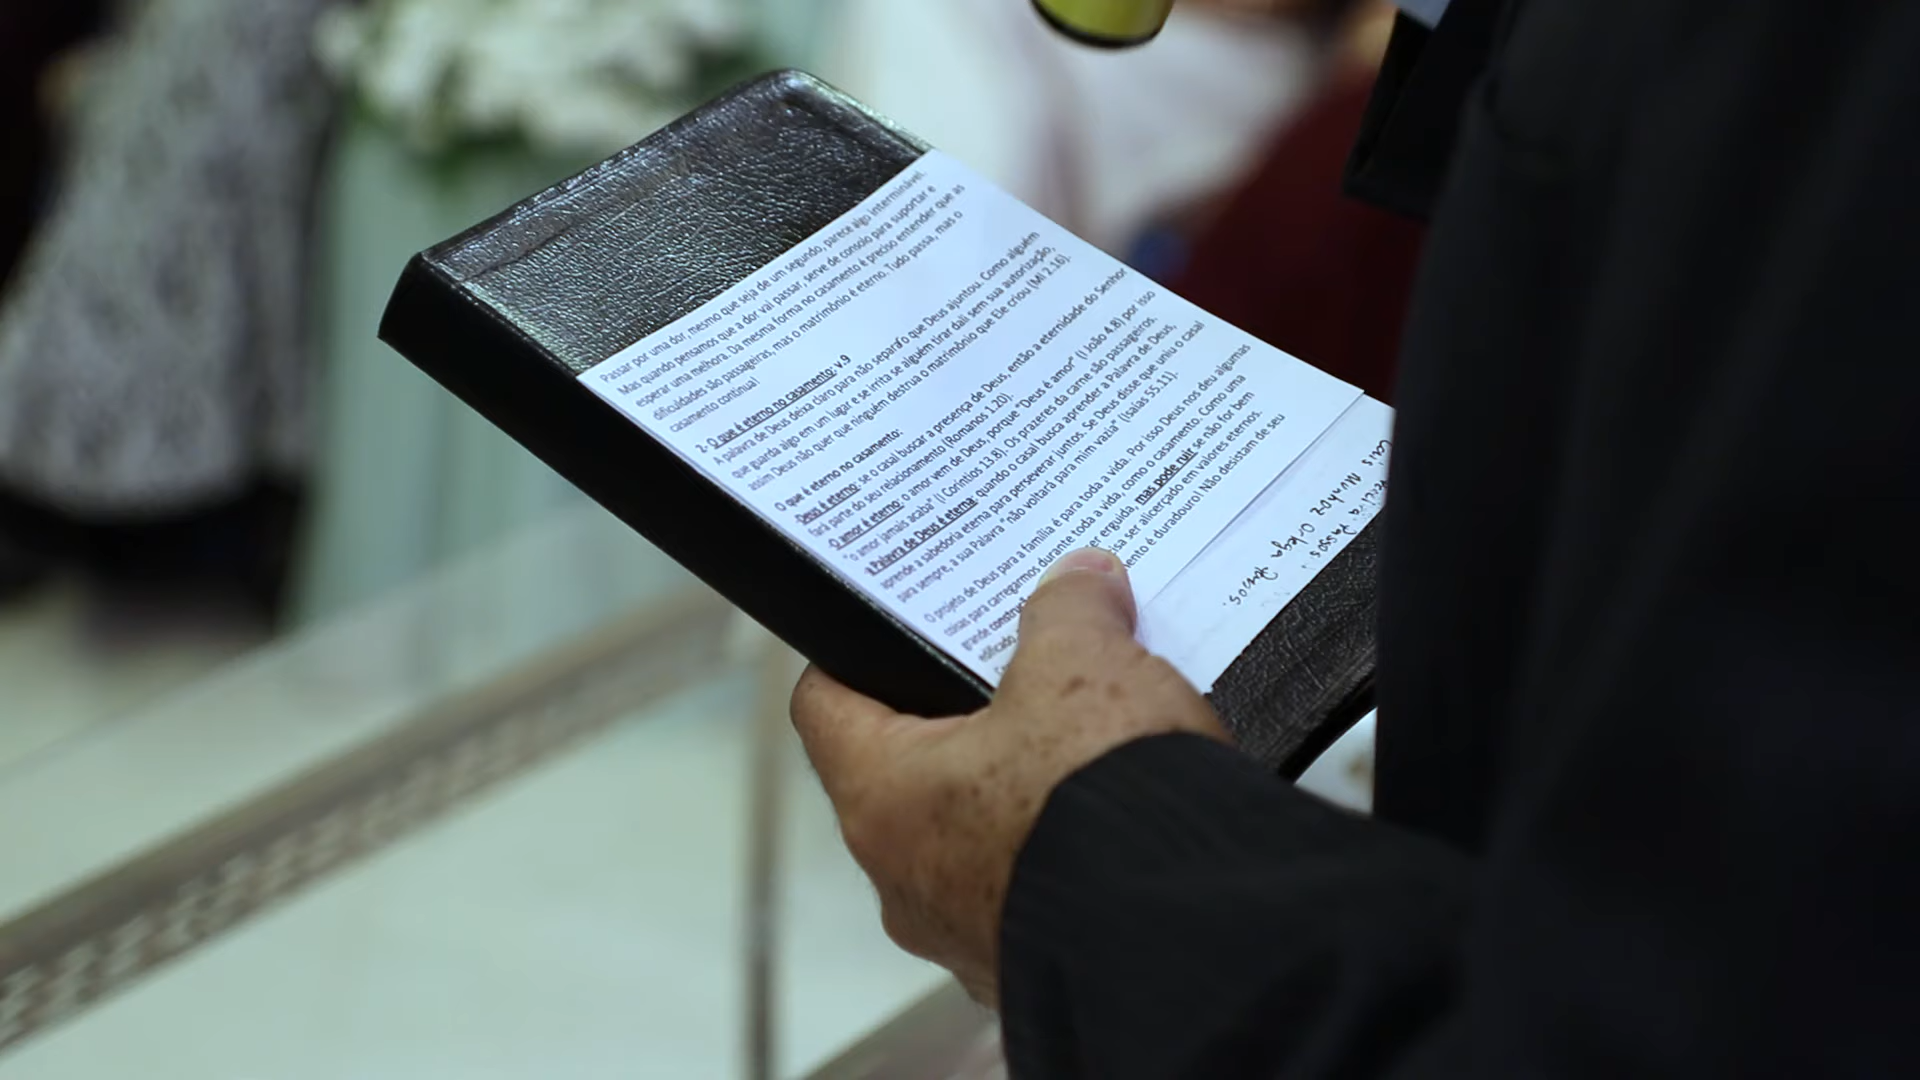 Passar por uma dor, mesmo que seja de um segundo, parece algo interminável.
Mas quando pensamos que a dor vai passar, serve de consolo para suportar e
esperar uma melhora. Da mesma forma no casamento é preciso entender que as
dificuldades são passageiras, mas o matrimônio é eterno. Tudo passa, mas o
casamento continua!
2- O que é eterno no casamento: v.9
A palavra de Deus deixa claro para não separar o que Deus ajuntou. Como alguém
que guarda algo em um lugar e se irrita se alguém tirar dali sem sua autorização,
assim Deus não quer que ninguém destrua o matrimônio que Ele criou (Ml 2.16).
O que é eterno no casamento:
-Deus é eterno: se o casal buscar a presença de Deus, então a eternidade do Senhor
fará parte do seu relacionamento (Romanos 1.20).
-O amor é eterno: o amor vem de Deus, porque "Deus é amor" (I João 4.8) por isso
"o amor jamais acaba" (I Coríntios 13.8). Os prazeres da carne são passageiros.
a Palavra de Deus é eterna: quando o casal busca aprender a Palavra de Deus,
aprende a sabedoria eterna para perseverar juntos. Se Deus disse que uniu o casal
para sempre, a sua Palavra "não voltará para mim vazia" (Isaías 55.11).
O projeto de Deus para a família é para toda a vida. Por isso Deus nos deu algumas
coisas para carregarmos durante toda a vida, como o casamento. Como uma
grande ser erguida, mas pode ruir se não for bem
edificado, ser alicerçado em valores eternos.
é duradouro! Não desistam de seu
Passos
Ortega